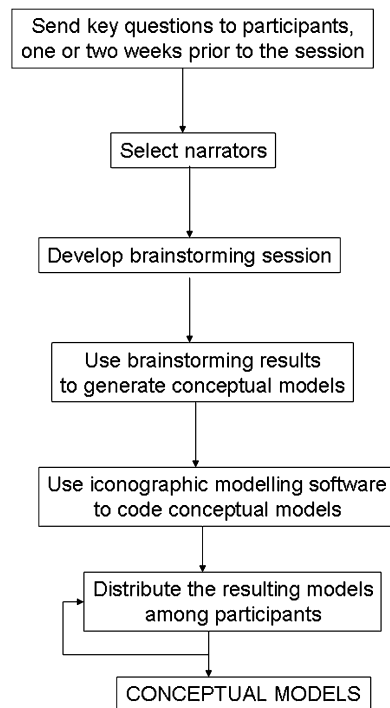 Send key questions to participants,
one or two weeks prior to the session
Select narrators
Develop brainstorming session
Use brainstorming results
to generate conceptual models
Use iconographic modelling software
to code conceptual models
Distribute the resulting models
among participants
CONCEPTUAL MODELS